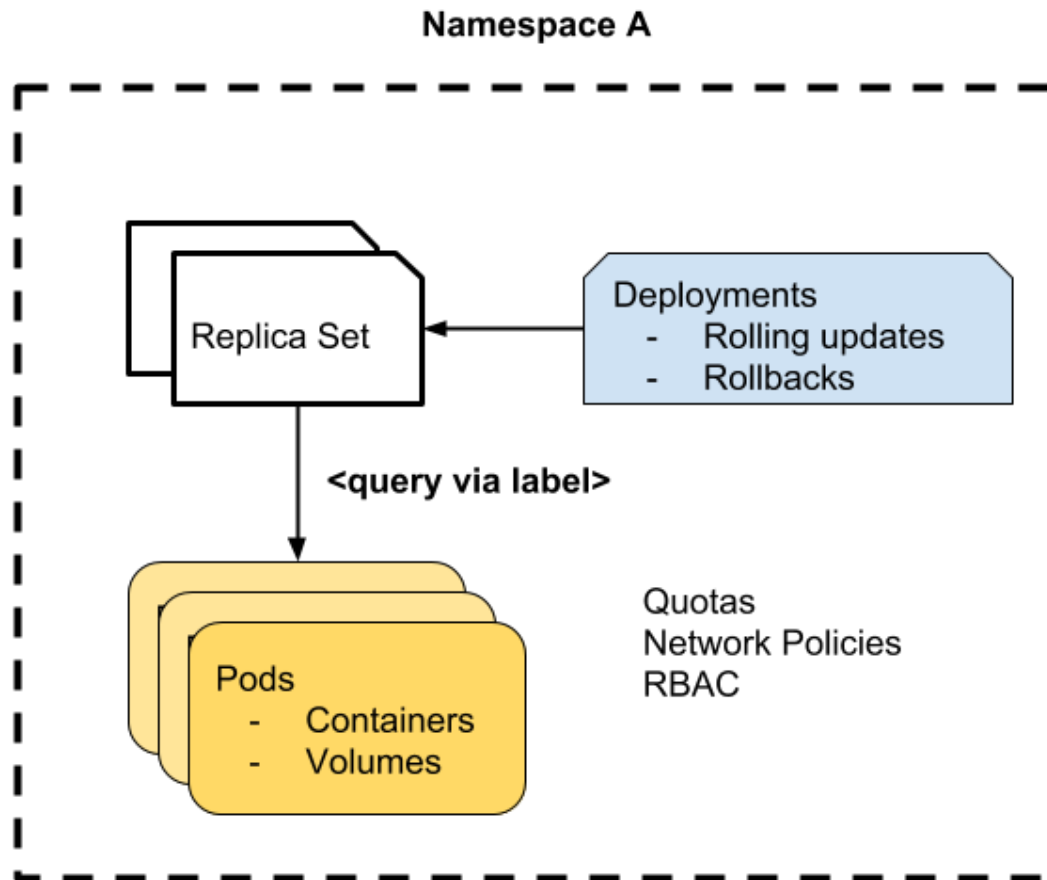 Namespace A
Replica Set
Deployments
- Rolling updates
- Rollbacks
<query via label>
Pods
- Containers
- Volumes
Quotas
Network Policies
RBAC